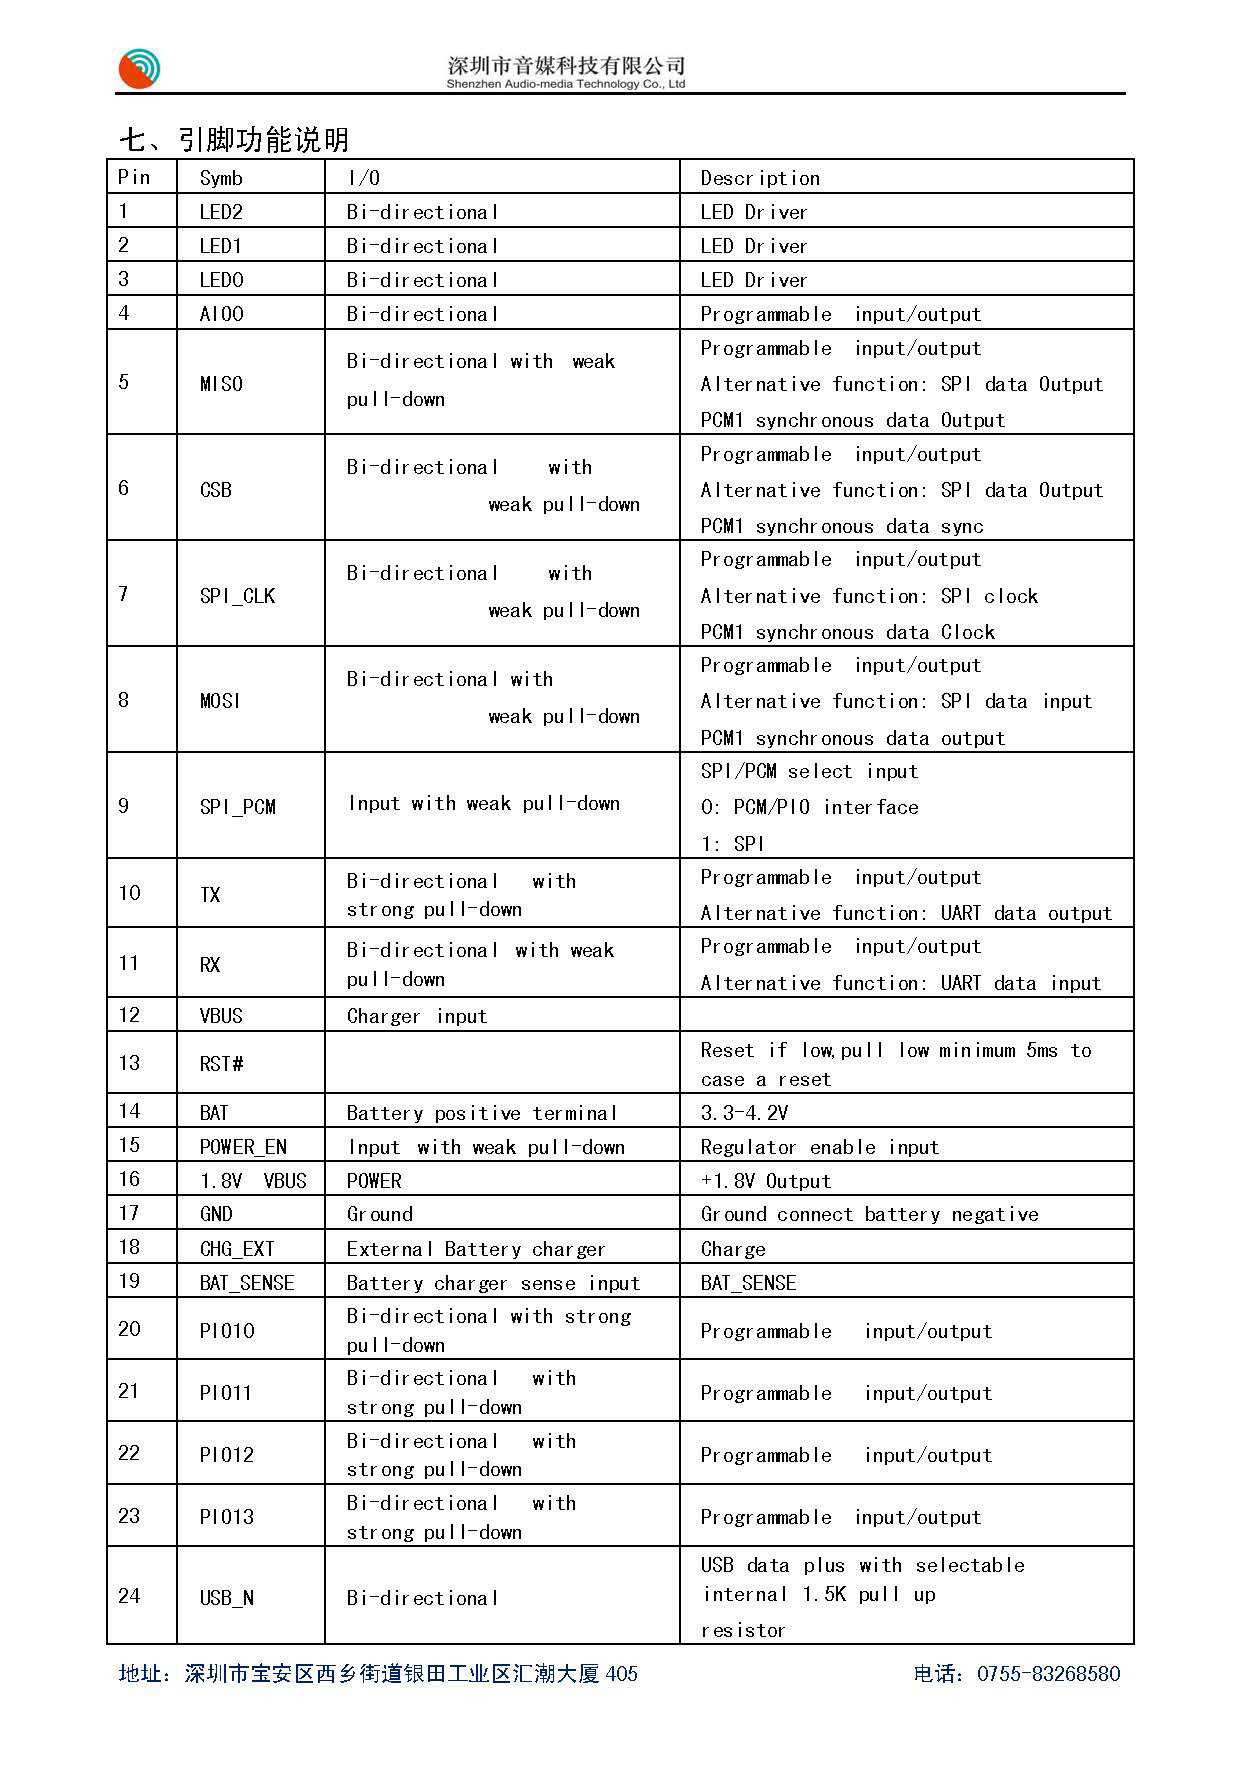 深圳市音媒科技有限公司
Shenzhen Audio-media Technology Co., Ltd
七、引脚功能说明
Pin Symb I/O Description
1 LED2 Bi-directional LED Driver
2 LED1 Bi-directional LED Driver
3 LED0 Bi-directional LED Driver
4 AIO0 Bi-directional Programmable input/output
5 MISO Bi-directional with weak
pull-down
Programmable input/output
Alternative function: SPI data Output
PCM1 synchronous data Output
6 CSB Bi-directional with
weak pull-down
Programmable input/output
Alternative function: SPI data Output
PCM1 synchronous data sync
7 SPI_CLK Bi-directional with
weak pull-down
Programmable input/output
Alternative function: SPI clock
PCM1 synchronous data Clock
8 MOSI Bi-directional with
weak pull-down
Programmable input/output
Alternative function: SPI data input
PCM1 synchronous data output
9 SPI_PCM Input with weak pull-down
SPI/PCM select input
0: PCM/PIO interface
1: SPI
10 TX Bi-directional with
strong pull-down
Programmable input/output
Alternative function: UART data output
11 RX Bi-directional with weak
pull-down
Programmable input/output
Alternative function: UART data input
12 VBUS Charger input
13 RST#
Reset if low,pull low minimum 5ms to
case a reset
14 BAT Battery positive terminal 3.3-4.2V
15 POWER_EN Input with weak pull-down Regulator enable input
16 1.8V VBUS POWER +1.8V Output
17 GND Ground Ground connect battery negative
18 CHG_EXT External Battery charger Charge
19 BAT_SENSE Battery charger sense input BAT_SENSE
20 PIO10 Bi-directional with strong
pull-down
Programmable input/output
21 PIO11 Bi-directional with
strong pull-down
Programmable input/output
22 PIO12 Bi-directional with
strong pull-down
Programmable input/output
23 PIO13 Bi-directional with
strong pull-down
Programmable input/output
24 USB_N Bi-directional
USB data plus with selectable
internal 1.5K pull up
resistor
地址：深圳市宝安区西乡街道银田工业区汇潮大厦 405 电话：0755-83268580